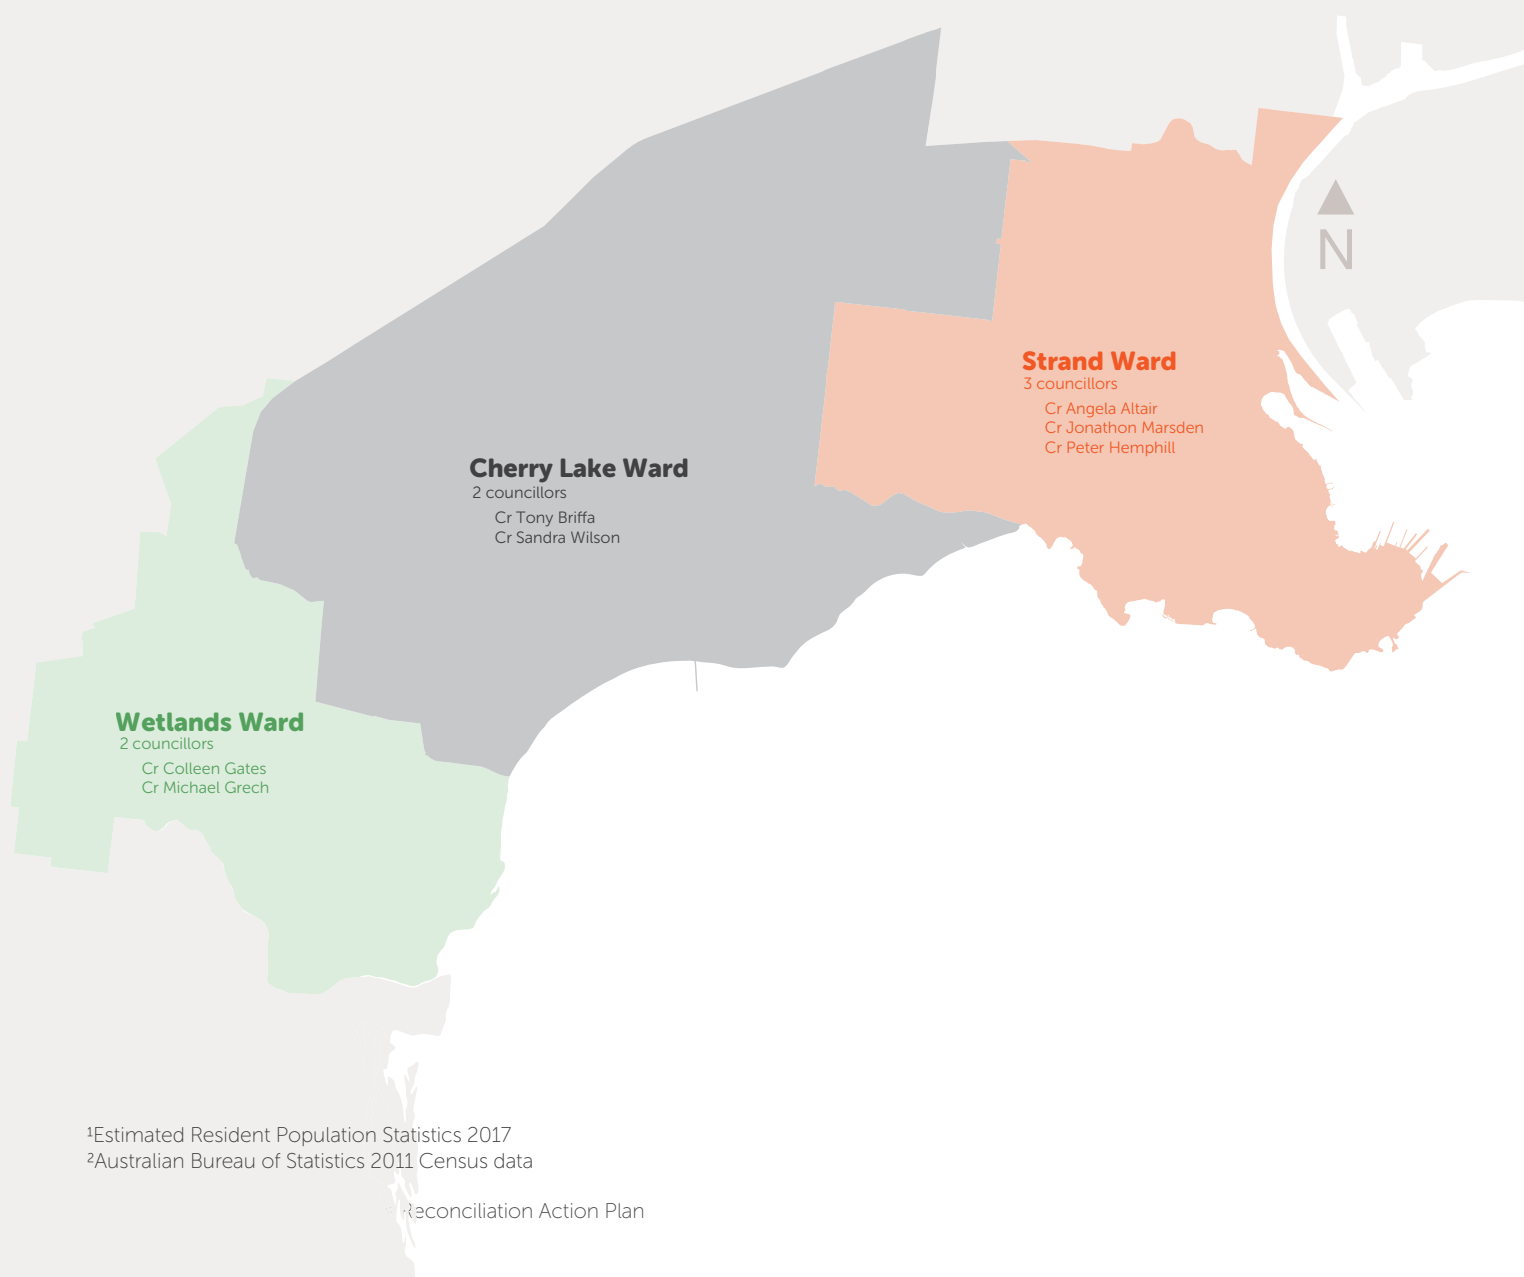 N
Strand Ward
3 councillors
Cr Angela Altair
Cr Jonathon Marsden
Cr Peter Hemphill
Cherry Lake Ward
2 councillors
Cr Tony Briffa
Cr Sandra Wilson
Wetlands Ward
2 councillors
Cr Colleen Gates
Cr Michael Grech
¹Estimated Resident Population Statistics 2017
²Australian Bureau of Statistics 2011 Census data
Reconciliation Action Plan